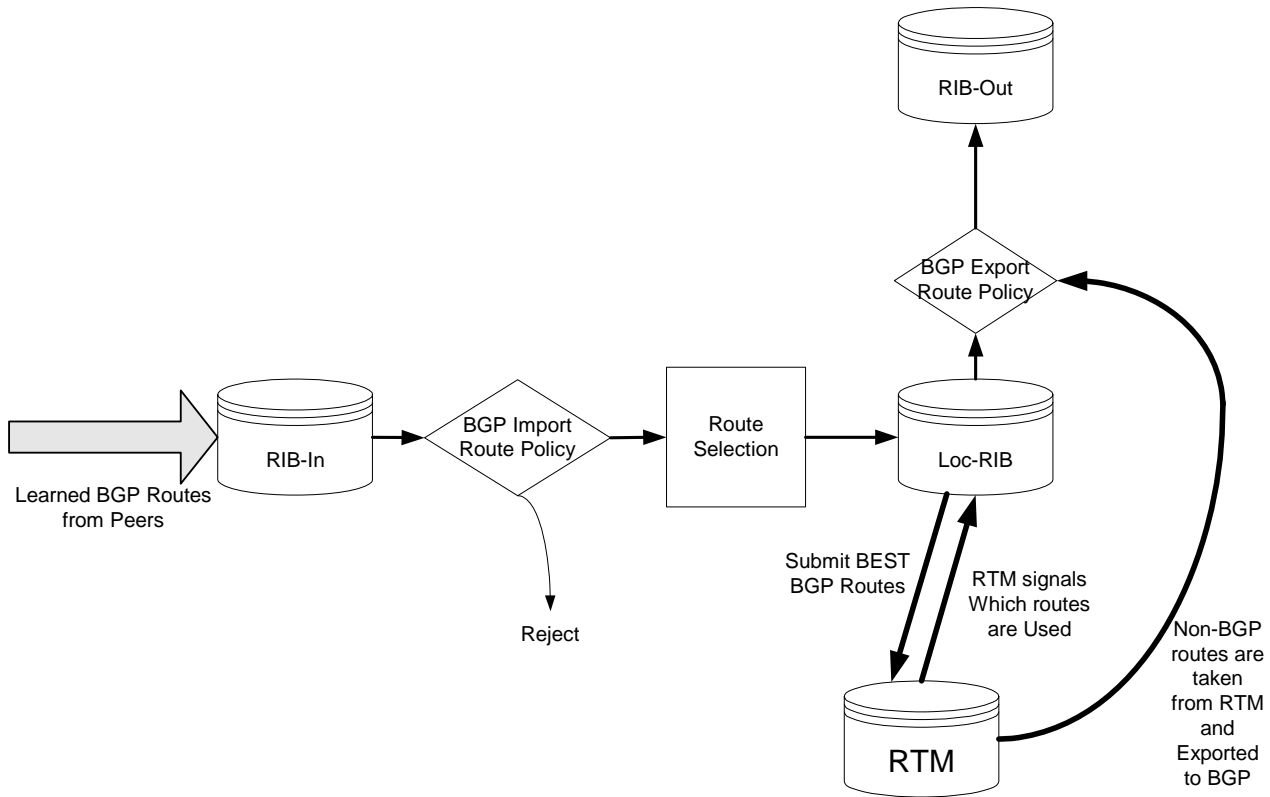 RIB-Out
BGP Export
Route Policy
BGP Import
Route Policy
Route
Selection
RIB-In
Loc-RIB
Learned BGP Routes
from Peers
Submit BEST
BGP Routes
RTM signals
Which routes
are Used
Reject
Non-BGP
routes are
taken
from RTM
and
Exported
to BGP
RTM